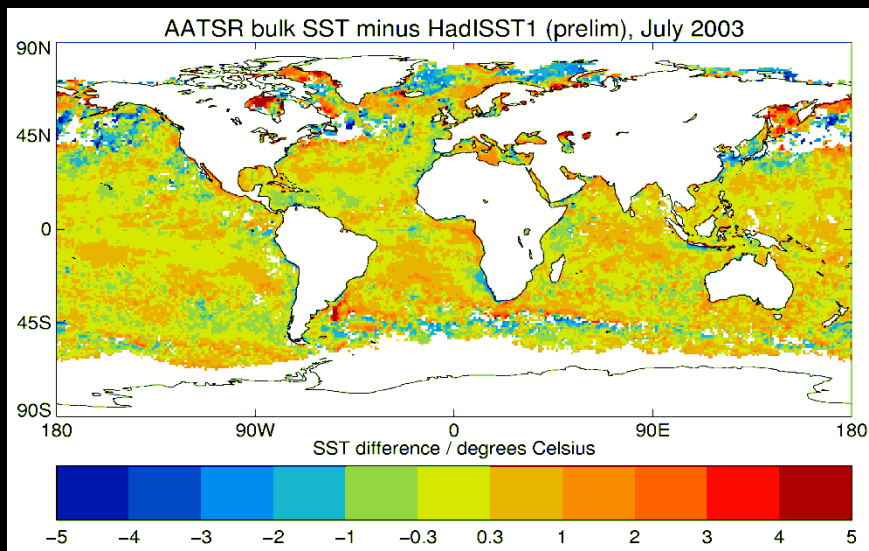 AATSR bulk SST minus HadISST1 (prelim), July 2003
90N
45N
0
45S
90S
180 90W 0 90E 180
SST difference / degrees Celsius
−5 −4 −3 −2 −1 −0.3 0.3 1 2 3 4 5